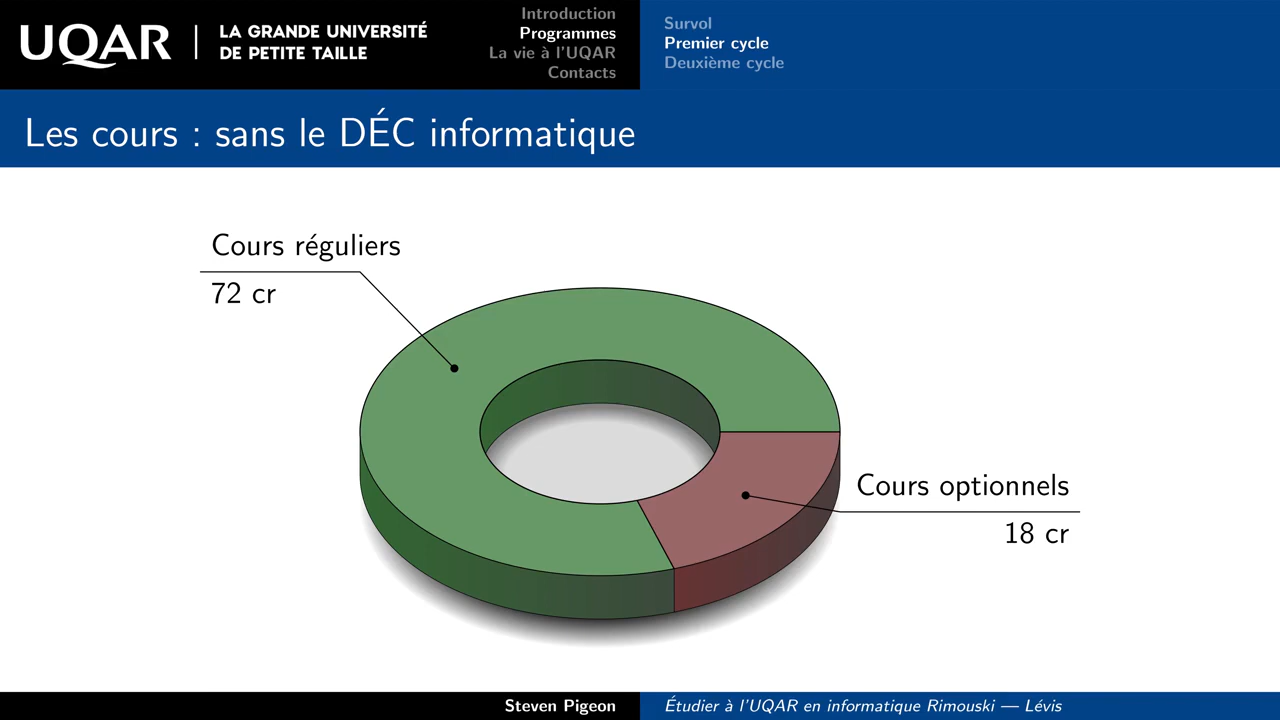 UQAR
LA GRANDE UNIVERSITÉ
DE PETITE TAILLE
Introduction
Programmes
La vie à l'UQAR
Contacts
Survol
Premier cycle
Deuxième cycle
Les cours : sans le DÉC informatique
Cours réguliers
72 cr
Cours optionnels
18 cr
Steven Pigeon
Étudier à l'UQAR en informatique Rimouski — Lévis